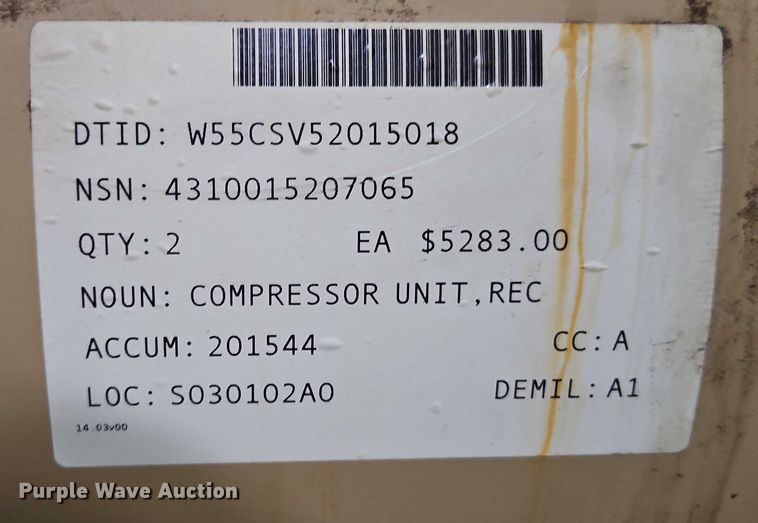 DTID: W55CSV52015018
NSN: 4310015207065
QTY: 2 EA $5283.00
NOUN: COMPRESSOR UNIT,REC
ACCUM: 201544 CC: A
LOC: S030102A0 DEMIL: A1
14.03v00
Purple Wave Auction